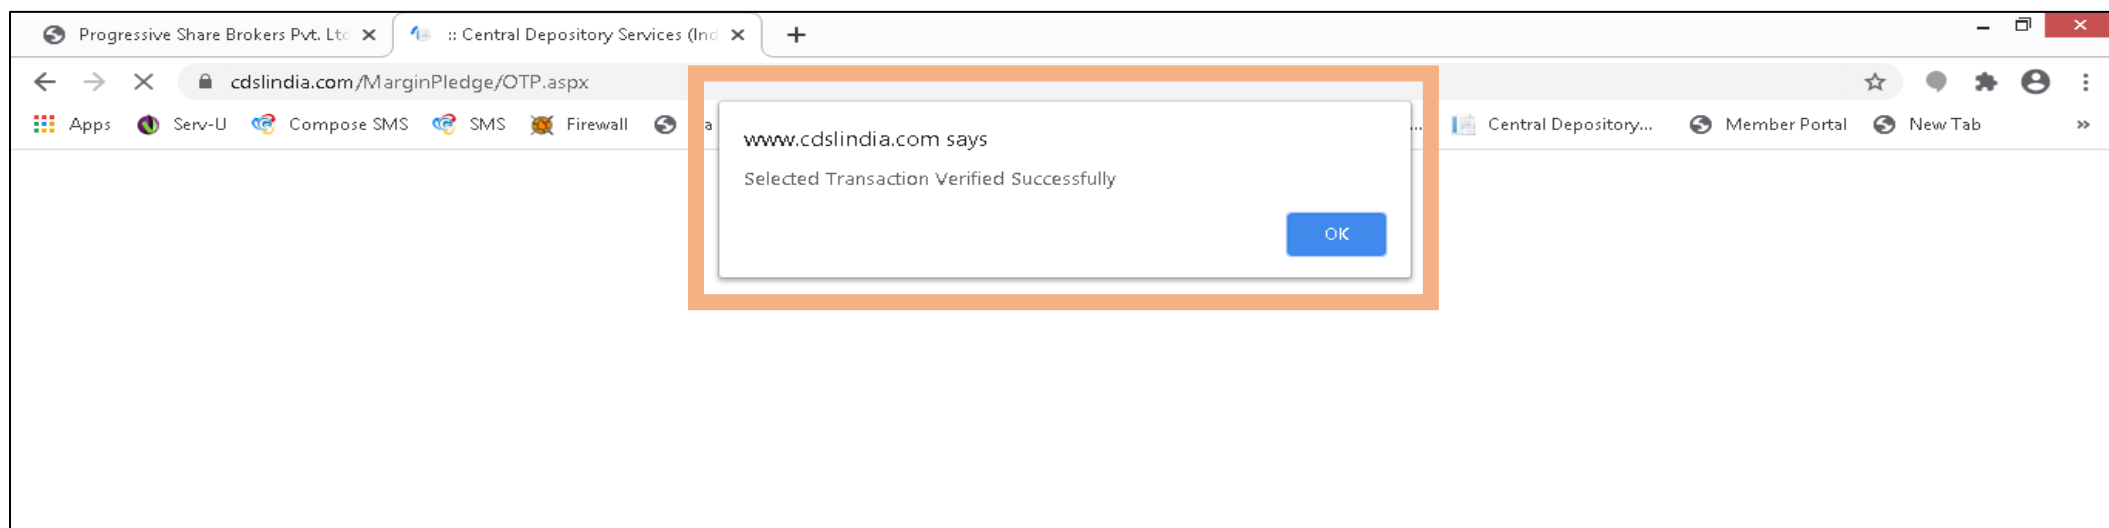 Progressive Share Brokers Pvt. Ltd
:: Central Depository Services (Ind
cdslindia.com/MarginPledge/OTP.aspx
Apps Serv-U Compose SMS SMS Firewall a ... Central Depository... Member Portal New Tab »
www.cdslindia.com says
Selected Transaction Verified Successfully
OK